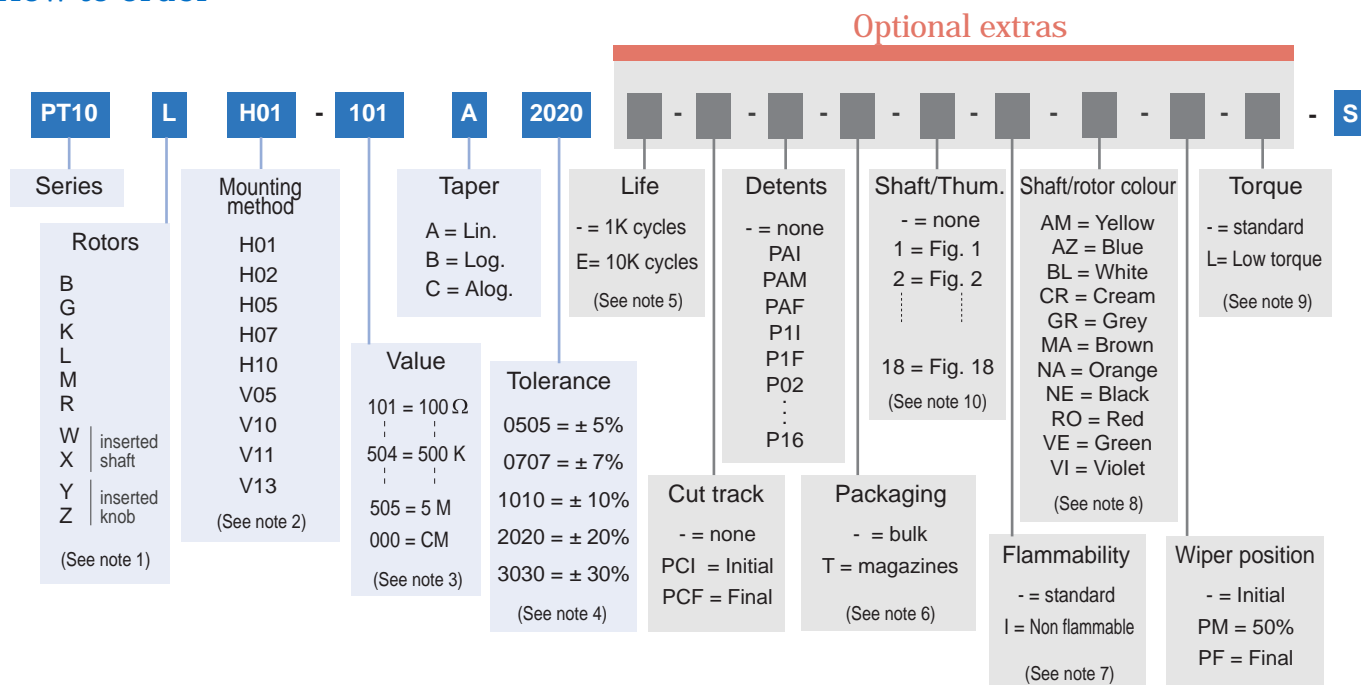 How to order
Optional extras
PT10 L H01 - 101 A 2020 - - - - - - - - - S
Series
Rotors
B
G
K
L
M
R
W
X
inserted
shaft
Y
Z
inserted
knob
(See note 1)
Mounting
method
H01
H02
H05
H07
H10
V05
V10
V11
V13
(See note 2)
Value
101 = 100 Ω
504 = 500 K
505 = 5 M
000 = CM
(See note 3)
Taper
A = Lin.
B = Log.
C = Alog.
Tolerance
0505 = ± 5%
0707 = ± 7%
1010 = ± 10%
2020 = ± 20%
3030 = ± 30%
(See note 4)
Life
- = 1K cycles
E= 10K cycles
(See note 5)
Cut track
- = none
PCI = Initial
PCF = Final
Detents
- = none
PAI
PAM
PAF
P1I
P1F
P02
:
P16
Packaging
- = bulk
T = magazines
(See note 6)
Shaft/Thum.
- = none
1 = Fig. 1
2 = Fig. 2
18 = Fig. 18
(See note 10)
Flammability
- = standard
I = Non flammable
(See note 7)
Shaft/rotor colour
AM = Yellow
AZ = Blue
BL = White
CR = Cream
GR = Grey
MA = Brown
NA = Orange
NE = Black
RO = Red
VE = Green
VI = Violet
(See note 8)
Wiper position
- = Initial
PM = 50%
PF = Final
Torque
- = standard
L= Low torque
(See note 9)